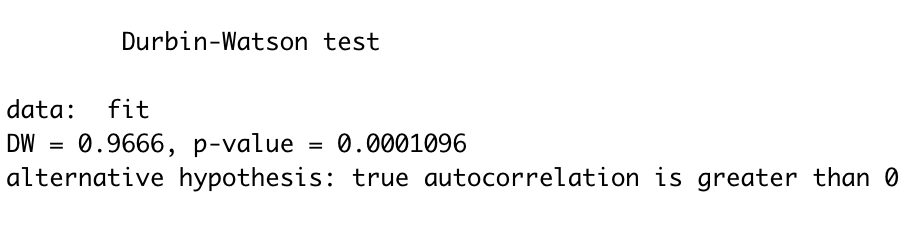 Durbin-Watson test
data:  fit
DW = 0.9666, p-value = 0.0001096
alternative hypothesis: true autocorrelation is greater than 0